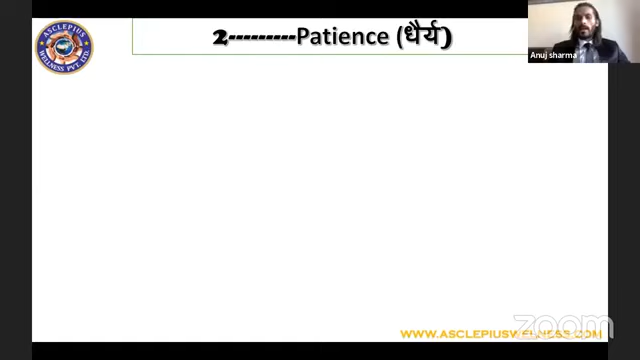 ASCLEPIUS
WELLNESS PVT. LTD.
2---------Patience (धैर्य)
Anuj sharma
WWW.ASCLEPIUSWELLNESS.COM
zoom